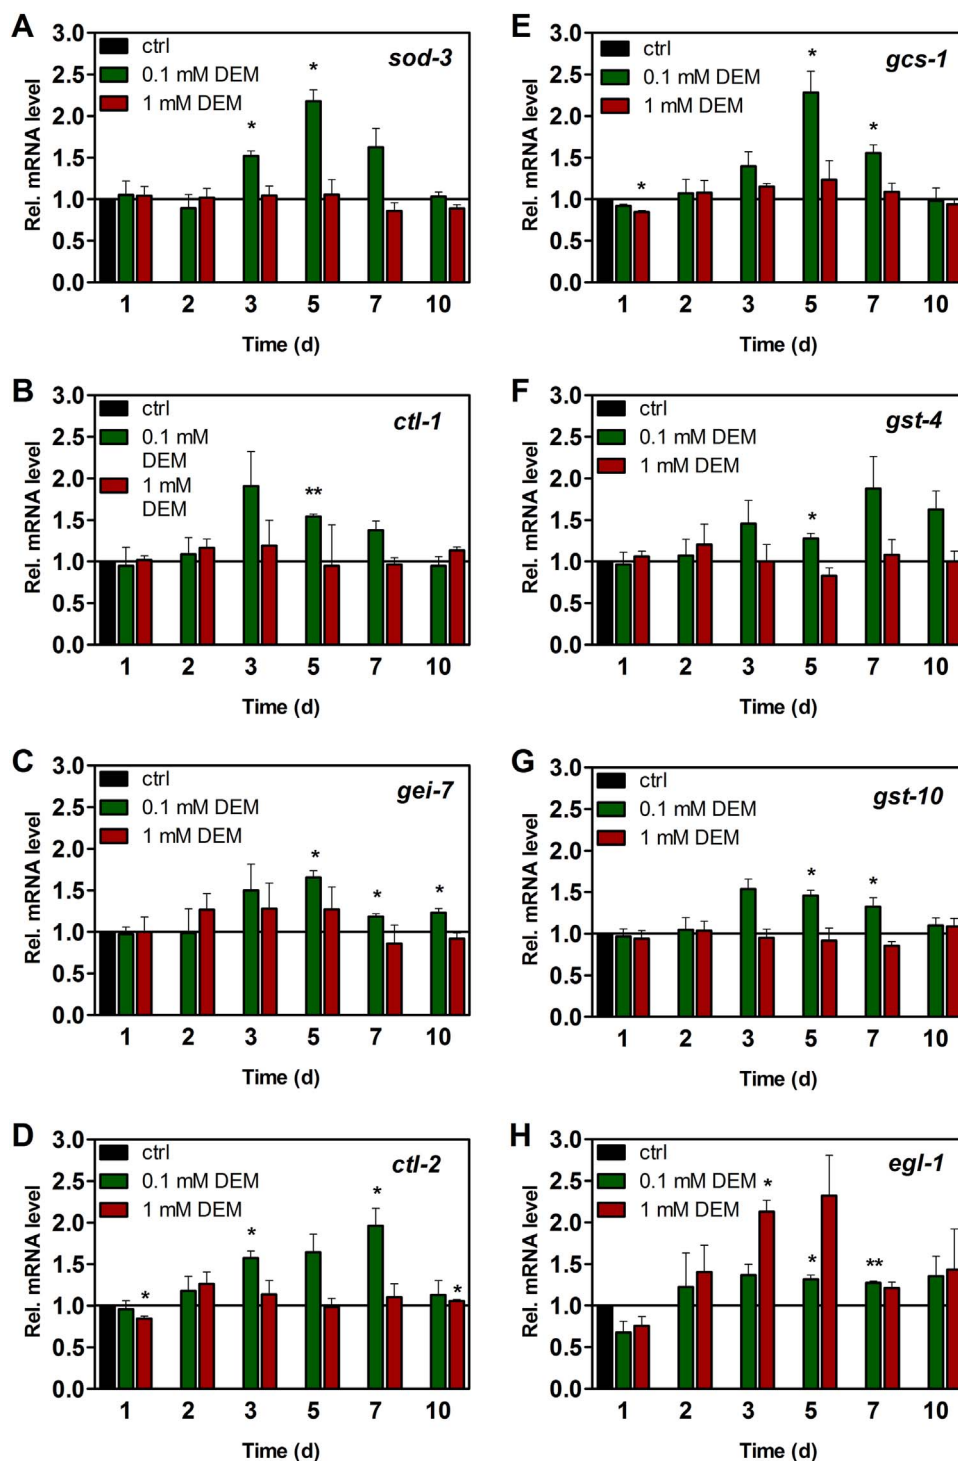 A
Rel. mRNA level
3.0
2.5
2.0
1.5
1.0
0.5
0.0
ctrl
0.1 mM DEM
1 mM DEM
sod-3
*
*
1 2 3 5 7 10
Time (d)
B
Rel. mRNA level
3.0
2.5
2.0
1.5
1.0
0.5
0.0
ctrl
0.1 mM
DEM
1 mM
DEM
ctl-1
**
1 2 3 5 7 10
Time (d)
C
Rel. mRNA level
3.0
2.5
2.0
1.5
1.0
0.5
0.0
ctrl
0.1 mM DEM
1 mM DEM
gei-7
* * *
1 2 3 5 7 10
Time (d)
D
Rel. mRNA level
3.0
2.5
2.0
1.5
1.0
0.5
0.0
ctrl
0.1 mM DEM
1 mM DEM
ctl-2
* * * *
1 2 3 5 7 10
Time (d)
E
Rel. mRNA level
3.0
2.5
2.0
1.5
1.0
0.5
0.0
ctrl
0.1 mM DEM
1 mM DEM
gcs-1
* * *
1 2 3 5 7 10
Time (d)
F
Rel. mRNA level
3.0
2.5
2.0
1.5
1.0
0.5
0.0
ctrl
0.1 mM DEM
1 mM DEM
gst-4
*
1 2 3 5 7 10
Time (d)
G
Rel. mRNA level
3.0
2.5
2.0
1.5
1.0
0.5
0.0
ctrl
0.1 mM DEM
1 mM DEM
gst-10
* *
1 2 3 5 7 10
Time (d)
H
Rel. mRNA level
3.0
2.5
2.0
1.5
1.0
0.5
0.0
ctrl
0.1 mM DEM
1 mM DEM
egl-1
* * **
1 2 3 5 7 10
Time (d)